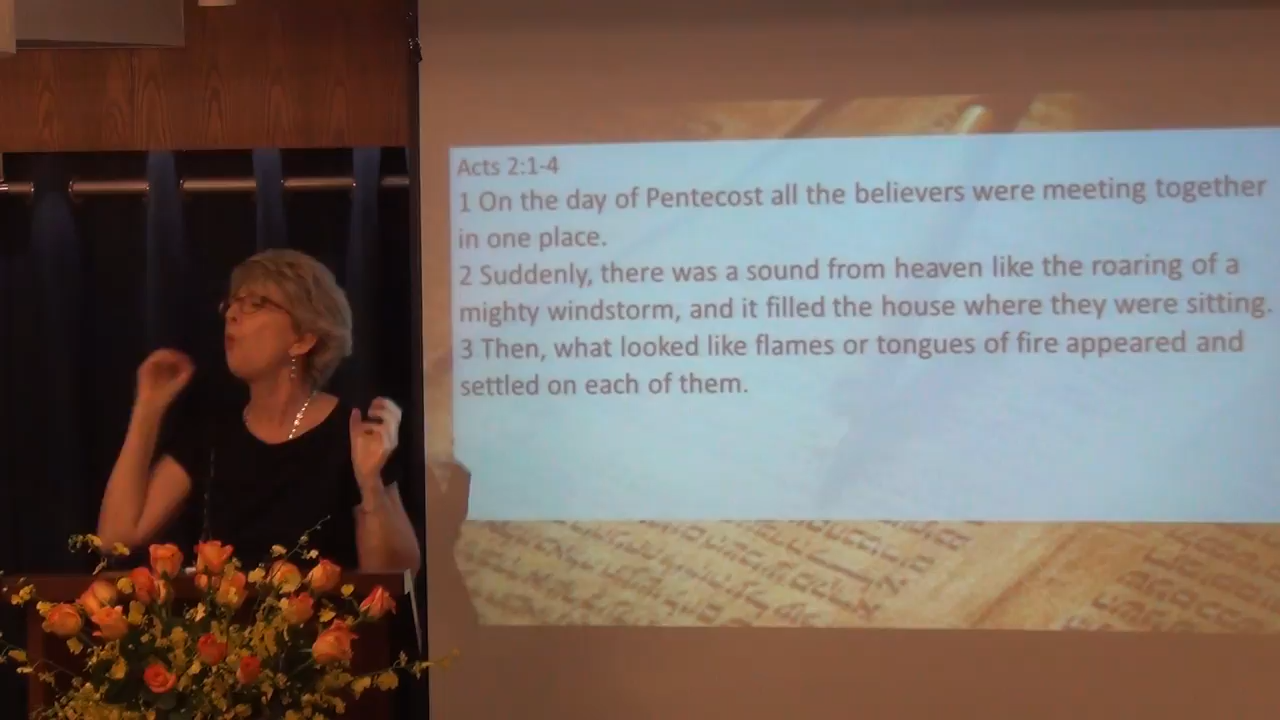 Acts 2:1-4
1 On the day of Pentecost all the believers were meeting together
in one place.
2 Suddenly, there was a sound from heaven like the roaring of a
mighty windstorm, and it filled the house where they were sitting.
3 Then, what looked like flames or tongues of fire appeared and
settled on each of them.